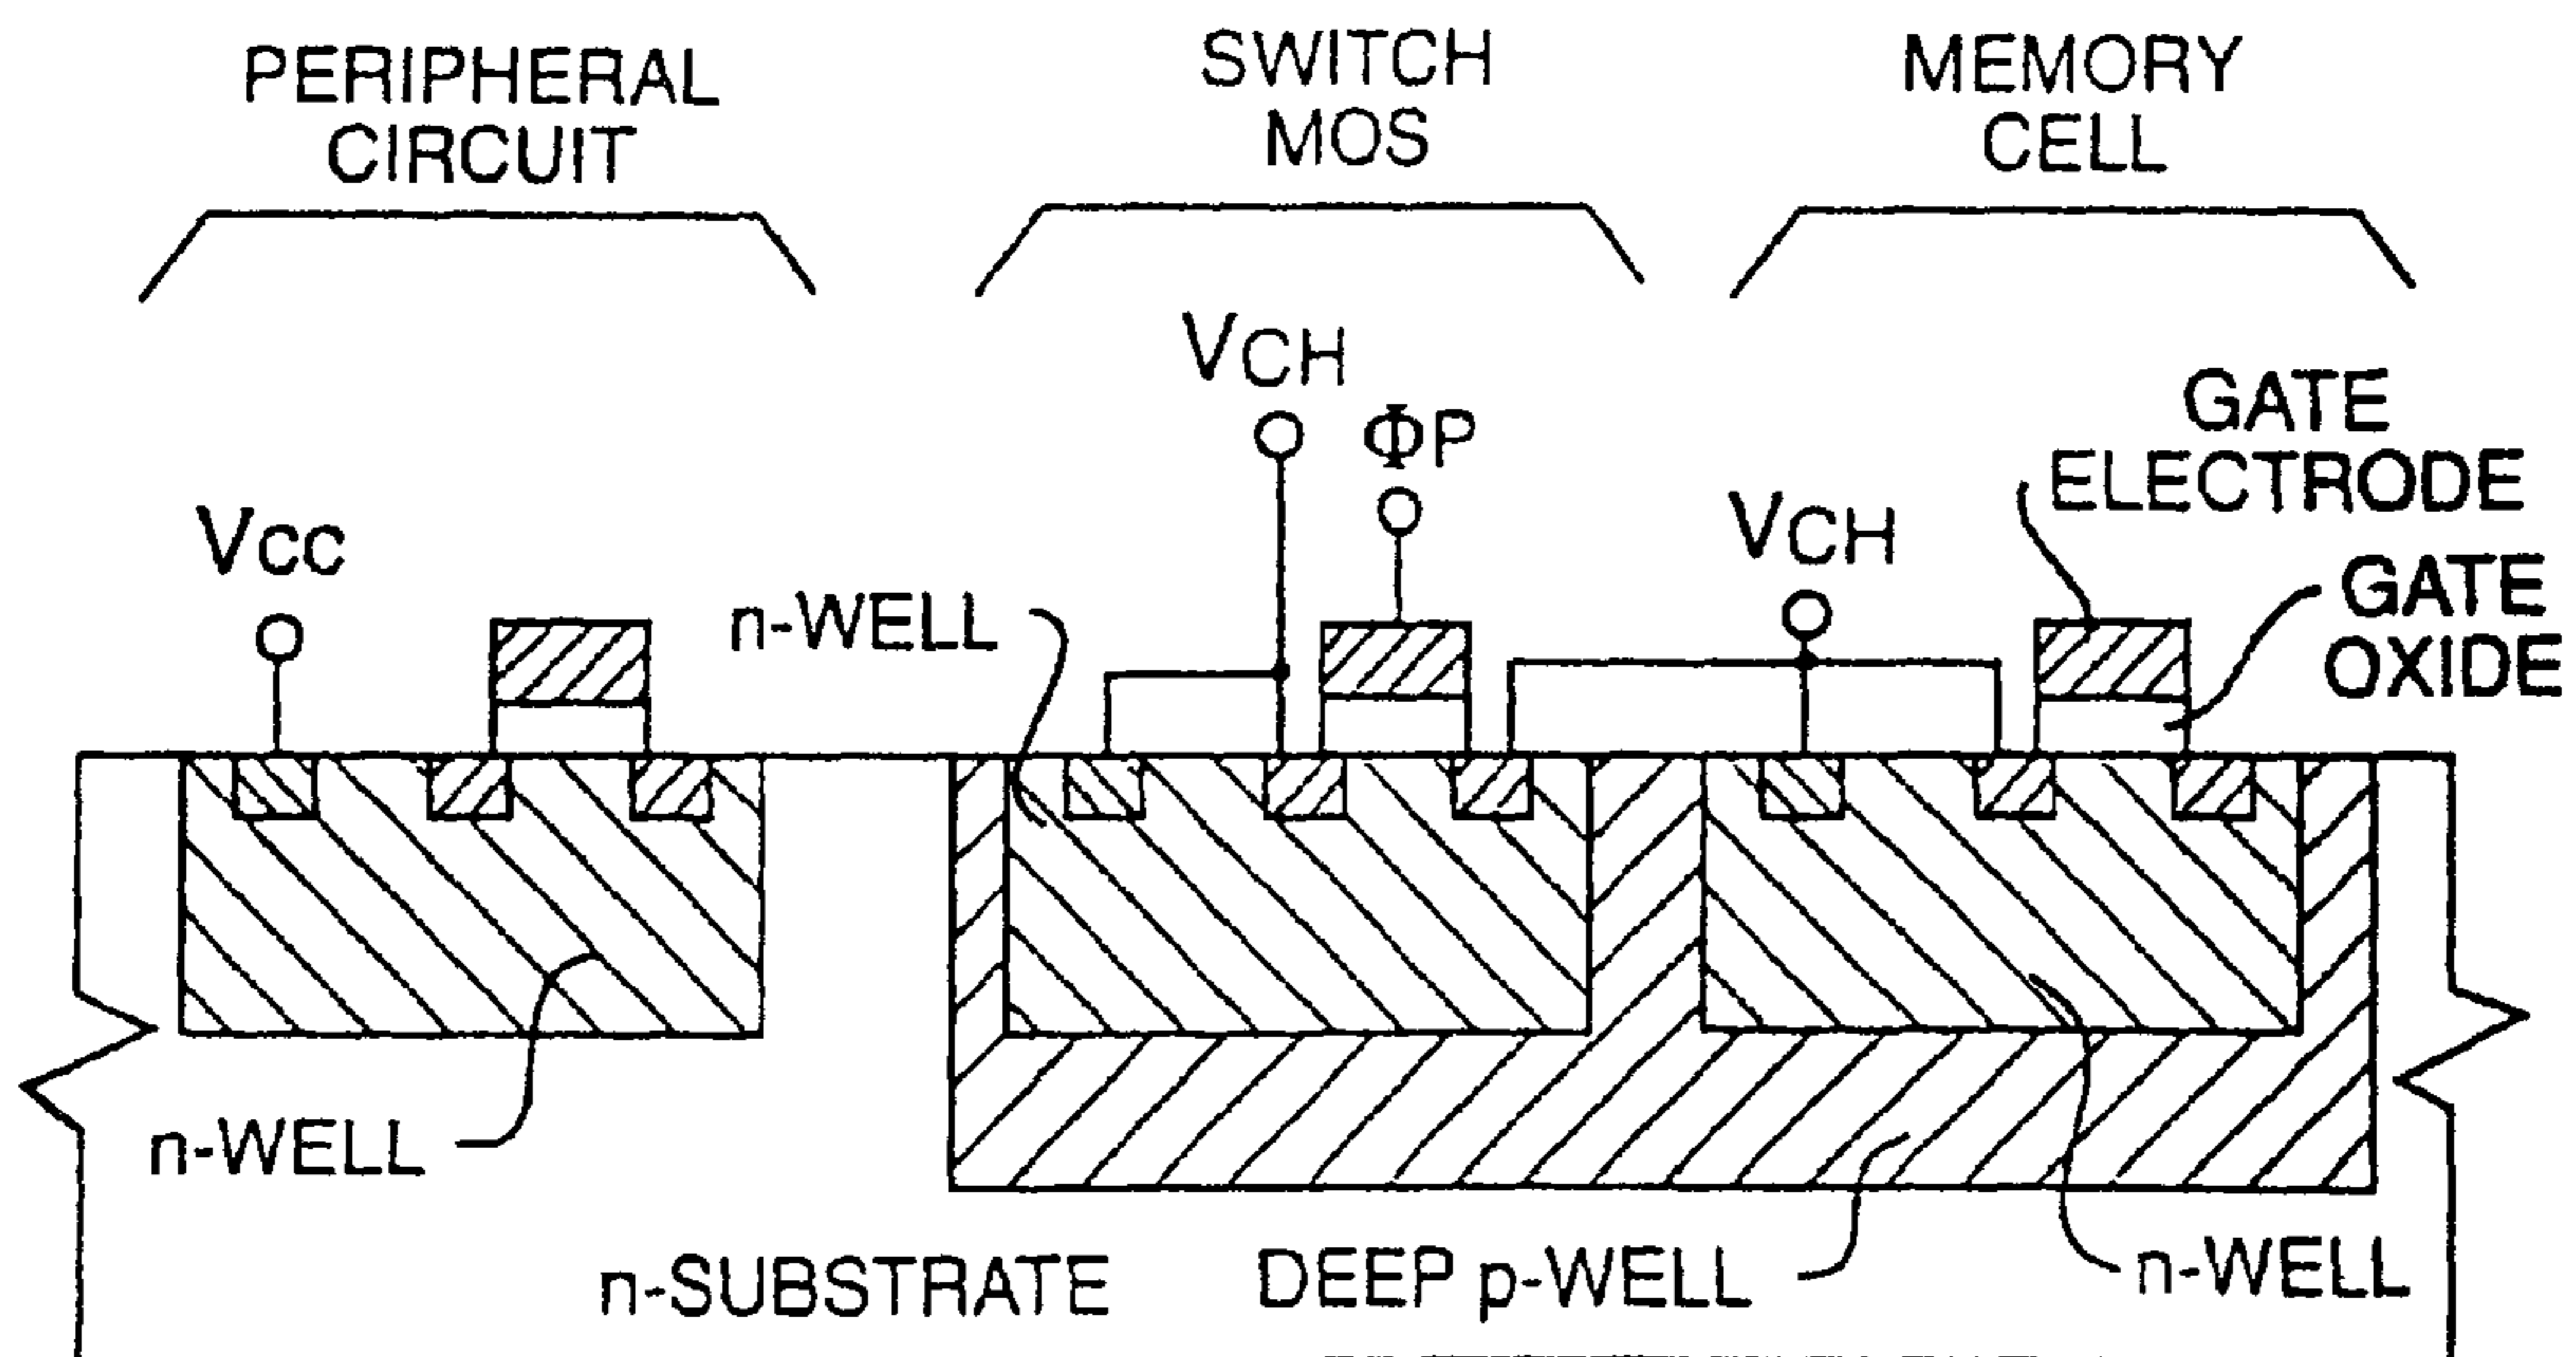 PERIPHERAL
CIRCUIT
SWITCH
MOS
MEMORY
CELL
VCH
ΦP
GATE
ELECTRODE
VCC
VCH
GATE
OXIDE
n-WELL
n-WELL
n-SUBSTRATE
DEEP p-WELL
n-WELL